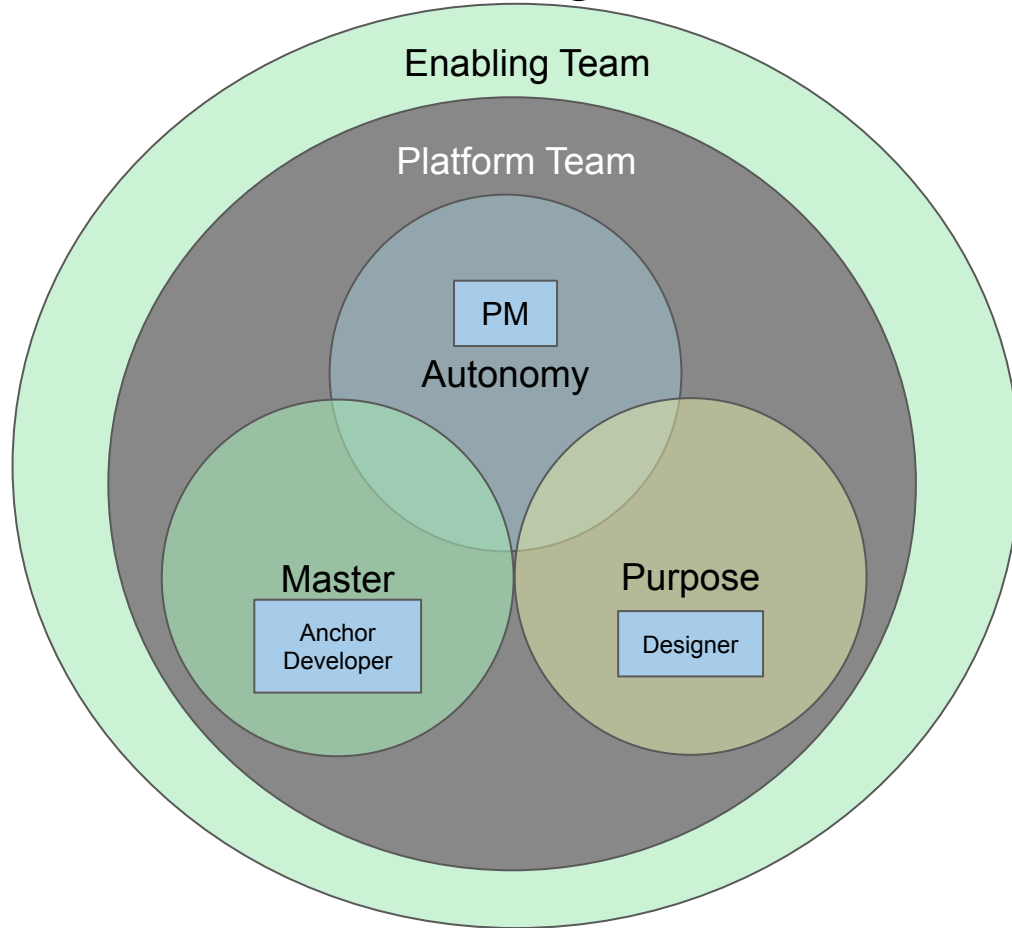 Enabling Team
Platform Team
PM
Autonomy
Master
Anchor
Developer
Purpose
Designer